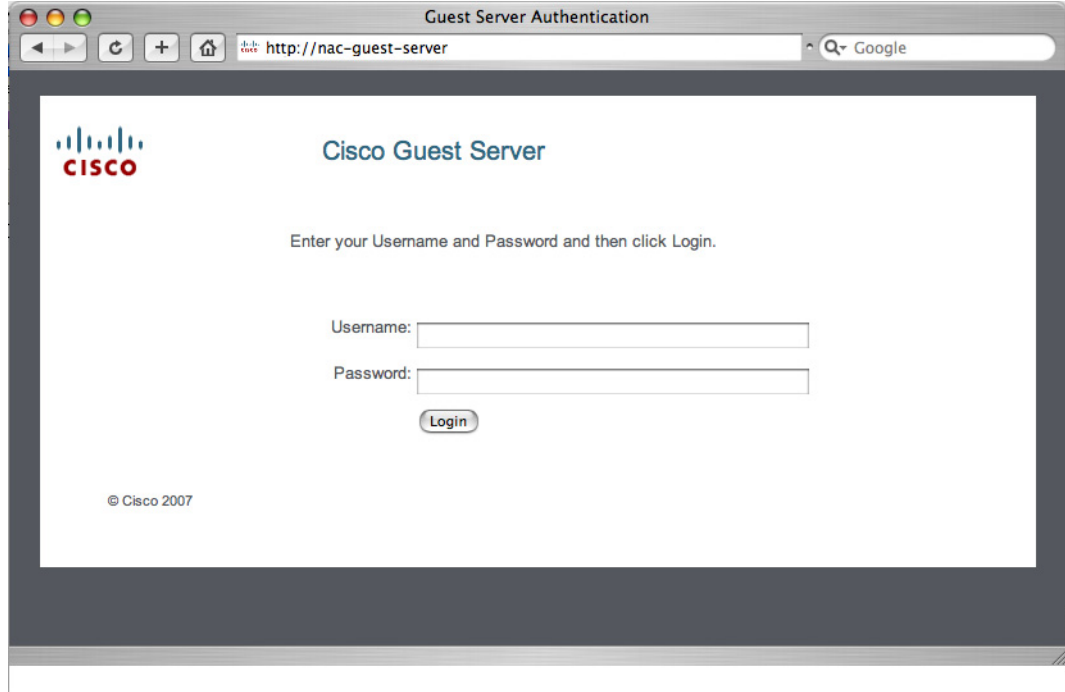 Guest Server Authentication
http://nac-guest-server
Google
CISCO
Cisco Guest Server
Enter your Username and Password and then click Login.
Username:
Password:
Login
© Cisco 2007